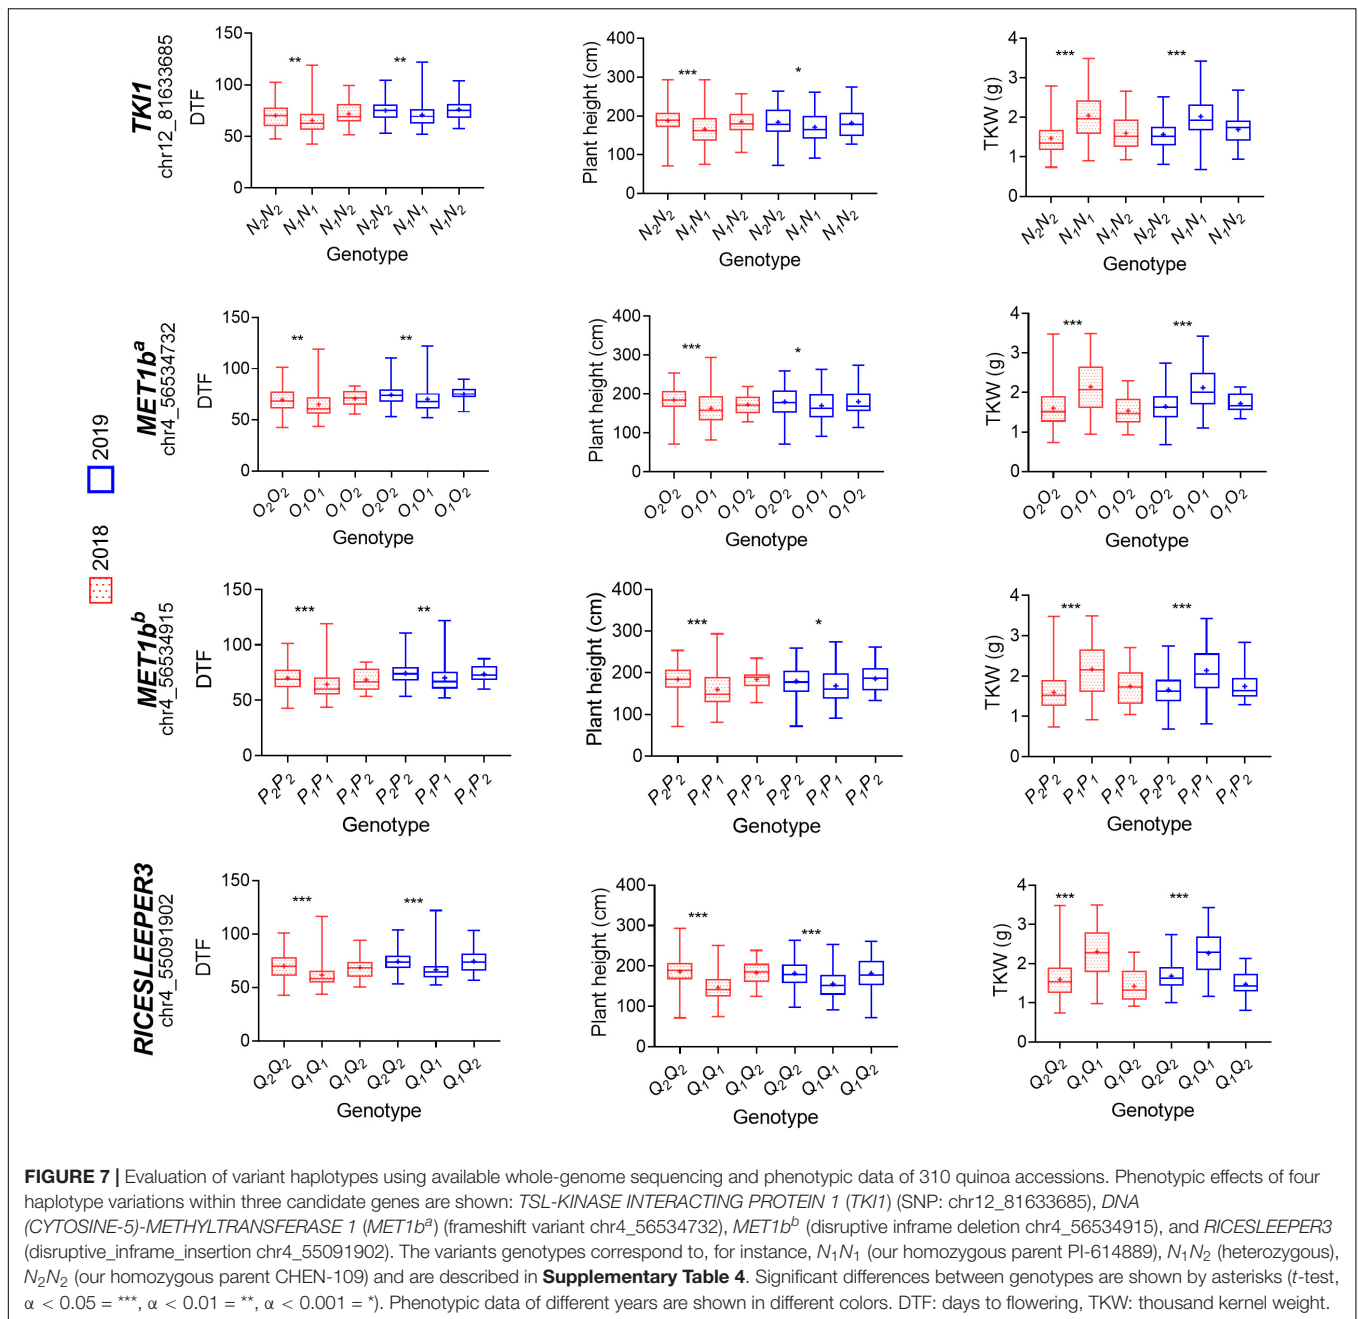 TKI1
chr12_81633685
DTF
150
100
50
0
**
**
N2N2 N1N1 N1N2 N2N2 N1N1 N1N2
Genotype
Plant height (cm)
400
300
200
100
0
***
*
N2N2 N1N1 N1N2 N2N2 N1N1 N1N2
Genotype
TKW (g)
4
3
2
1
0
***
***
N2N2 N1N1 N1N2 N2N2 N1N1 N1N2
Genotype
2019
2018
MET1b^a
chr4_56534732
DTF
150
100
50
0
**
**
O2O2 O1O1 O1O2 O2O2 O1O1 O1O2
Genotype
Plant height (cm)
400
300
200
100
0
***
*
O2O2 O1O1 O1O2 O2O2 O1O1 O1O2
Genotype
TKW (g)
4
3
2
1
0
***
***
O2O2 O1O1 O1O2 O2O2 O1O1 O1O2
Genotype
MET1b^b
chr4_56534915
DTF
150
100
50
0
***
**
P2P2 P1P1 P1P2 P2P2 P1P1 P1P2
Genotype
Plant height (cm)
400
300
200
100
0
***
*
P2P2 P1P1 P1P2 P2P2 P1P1 P1P2
Genotype
TKW (g)
4
3
2
1
0
***
***
P2P2 P1P1 P1P2 P2P2 P1P1 P1P2
Genotype
RICESLEEPER3
chr4_55091902
DTF
150
100
50
0
***
***
Q2Q2 Q1Q1 Q1Q2 Q2Q2 Q1Q1 Q1Q2
Genotype
Plant height (cm)
400
300
200
100
0
***
***
Q2Q2 Q1Q1 Q1Q2 Q2Q2 Q1Q1 Q1Q2
Genotype
TKW (g)
4
3
2
1
0
***
***
Q2Q2 Q1Q1 Q1Q2 Q2Q2 Q1Q1 Q1Q2
Genotype
FIGURE 7 | Evaluation of variant haplotypes using available whole-genome sequencing and phenotypic data of 310 quinoa accessions. Phenotypic effects of four
haplotype variations within three candidate genes are shown: TSL-KINASE INTERACTING PROTEIN 1 (TKI1) (SNP: chr12_81633685), DNA
(CYTOSINE-5)-METHYLTRANSFERASE 1 (MET1b^a) (frameshift variant chr4_56534732), MET1b^b (disruptive inframe deletion chr4_56534915), and RICESLEEPER3
(disruptive_inframe_insertion chr4_55091902). The variants genotypes correspond to, for instance, N1N1 (our homozygous parent PI-614889), N1N2 (heterozygous),
N2N2 (our homozygous parent CHEN-109) and are described in Supplementary Table 4. Significant differences between genotypes are shown by asterisks (t-test,
α < 0.05 = ***, α < 0.01 = **, α < 0.001 = *). Phenotypic data of different years are shown in different colors. DTF: days to flowering, TKW: thousand kernel weight.